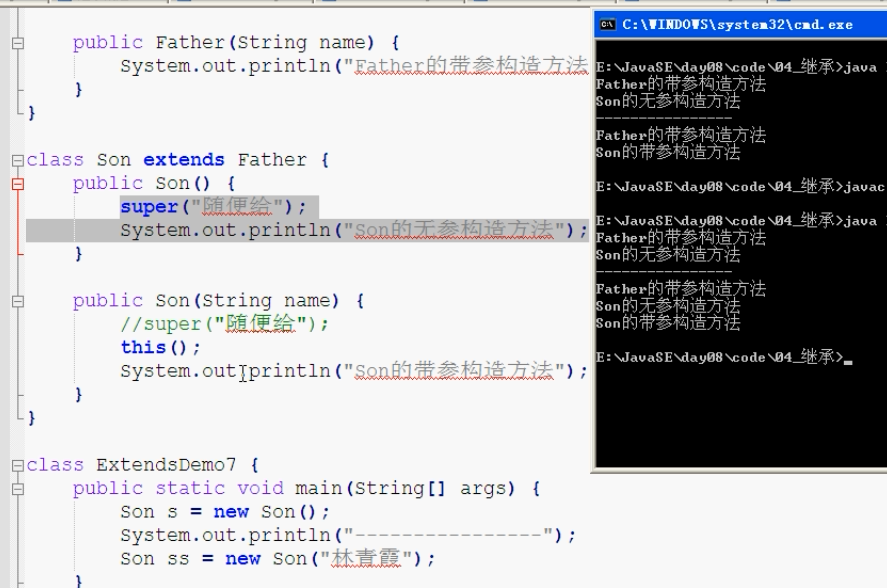 public Father(String name) {
System.out.println("Father的带参构造方法
}
}
class Son extends Father {
public Son() {
super("随便给");
System.out.println("Son的无参构造方法");
}
public Son(String name) {
//super("随便给");
this();
System.out.println("Son的带参构造方法");
}
}
class ExtendsDemo7 {
public static void main(String[] args) {
Son s = new Son();
System.out.println("----------------");
Son ss = new Son("林青霞");
}
C:\WINDOWS\system32\cmd.exe
E:\JavaSE\day08\code\04_继承>java
Father的带参构造方法
Son的无参构造方法
----------------
Father的带参构造方法
Son的带参构造方法
E:\JavaSE\day08\code\04_继承>javac
E:\JavaSE\day08\code\04_继承>java
Father的带参构造方法
Son的无参构造方法
----------------
Father的带参构造方法
Son的无参构造方法
Son的带参构造方法
E:\JavaSE\day08\code\04_继承>